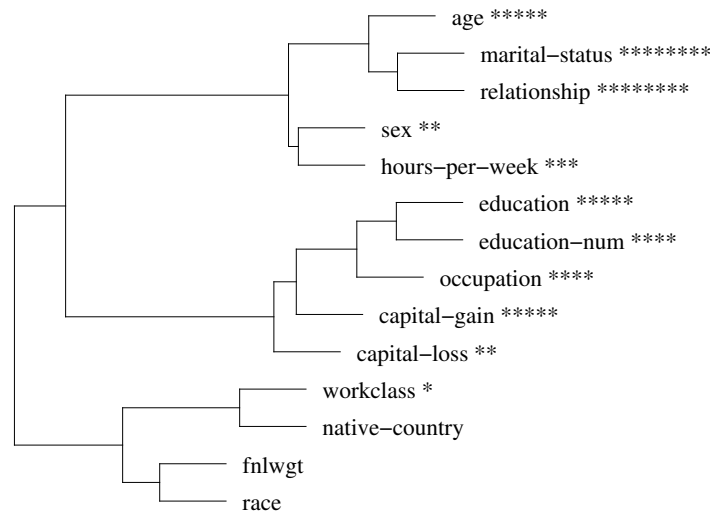 age *****
marital−status ********
relationship ********
sex **
hours−per−week ***
education *****
education−num ****
occupation ****
capital−gain *****
capital−loss **
workclass *
native−country
fnlwgt
race